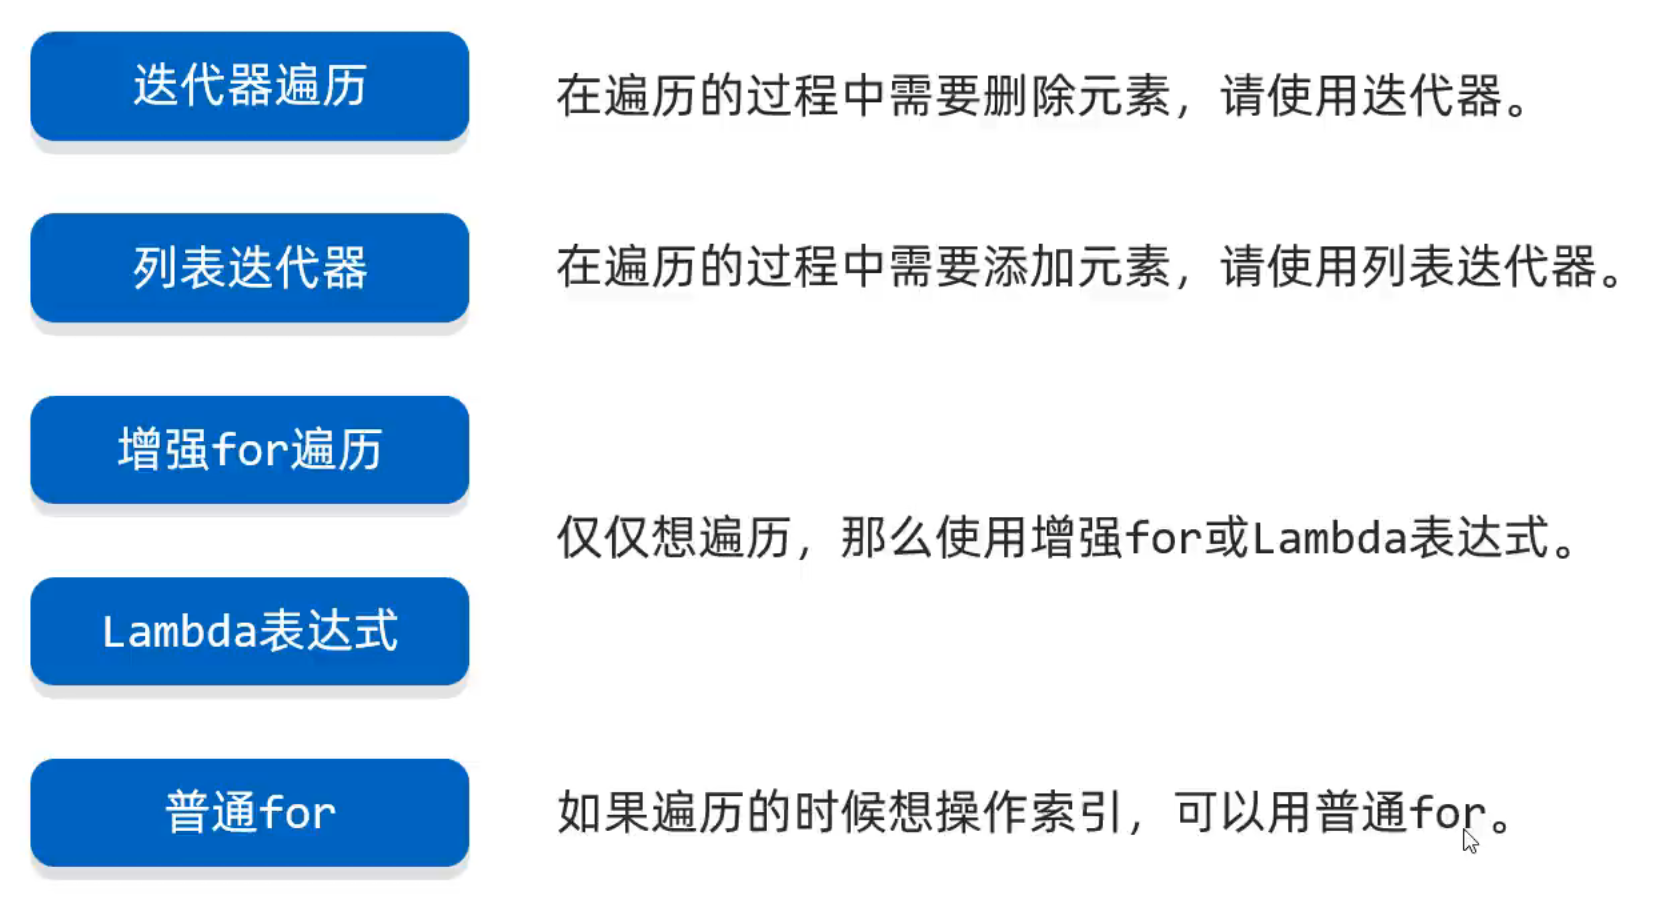 迭代器遍历
在遍历的过程中需要删除元素，请使用迭代器。
列表迭代器
在遍历的过程中需要添加元素，请使用列表迭代器。
增强for遍历
仅仅想遍历，那么使用增强for或Lambda表达式。
Lambda表达式
普通for
如果遍历的时候想操作索引，可以用普通for。